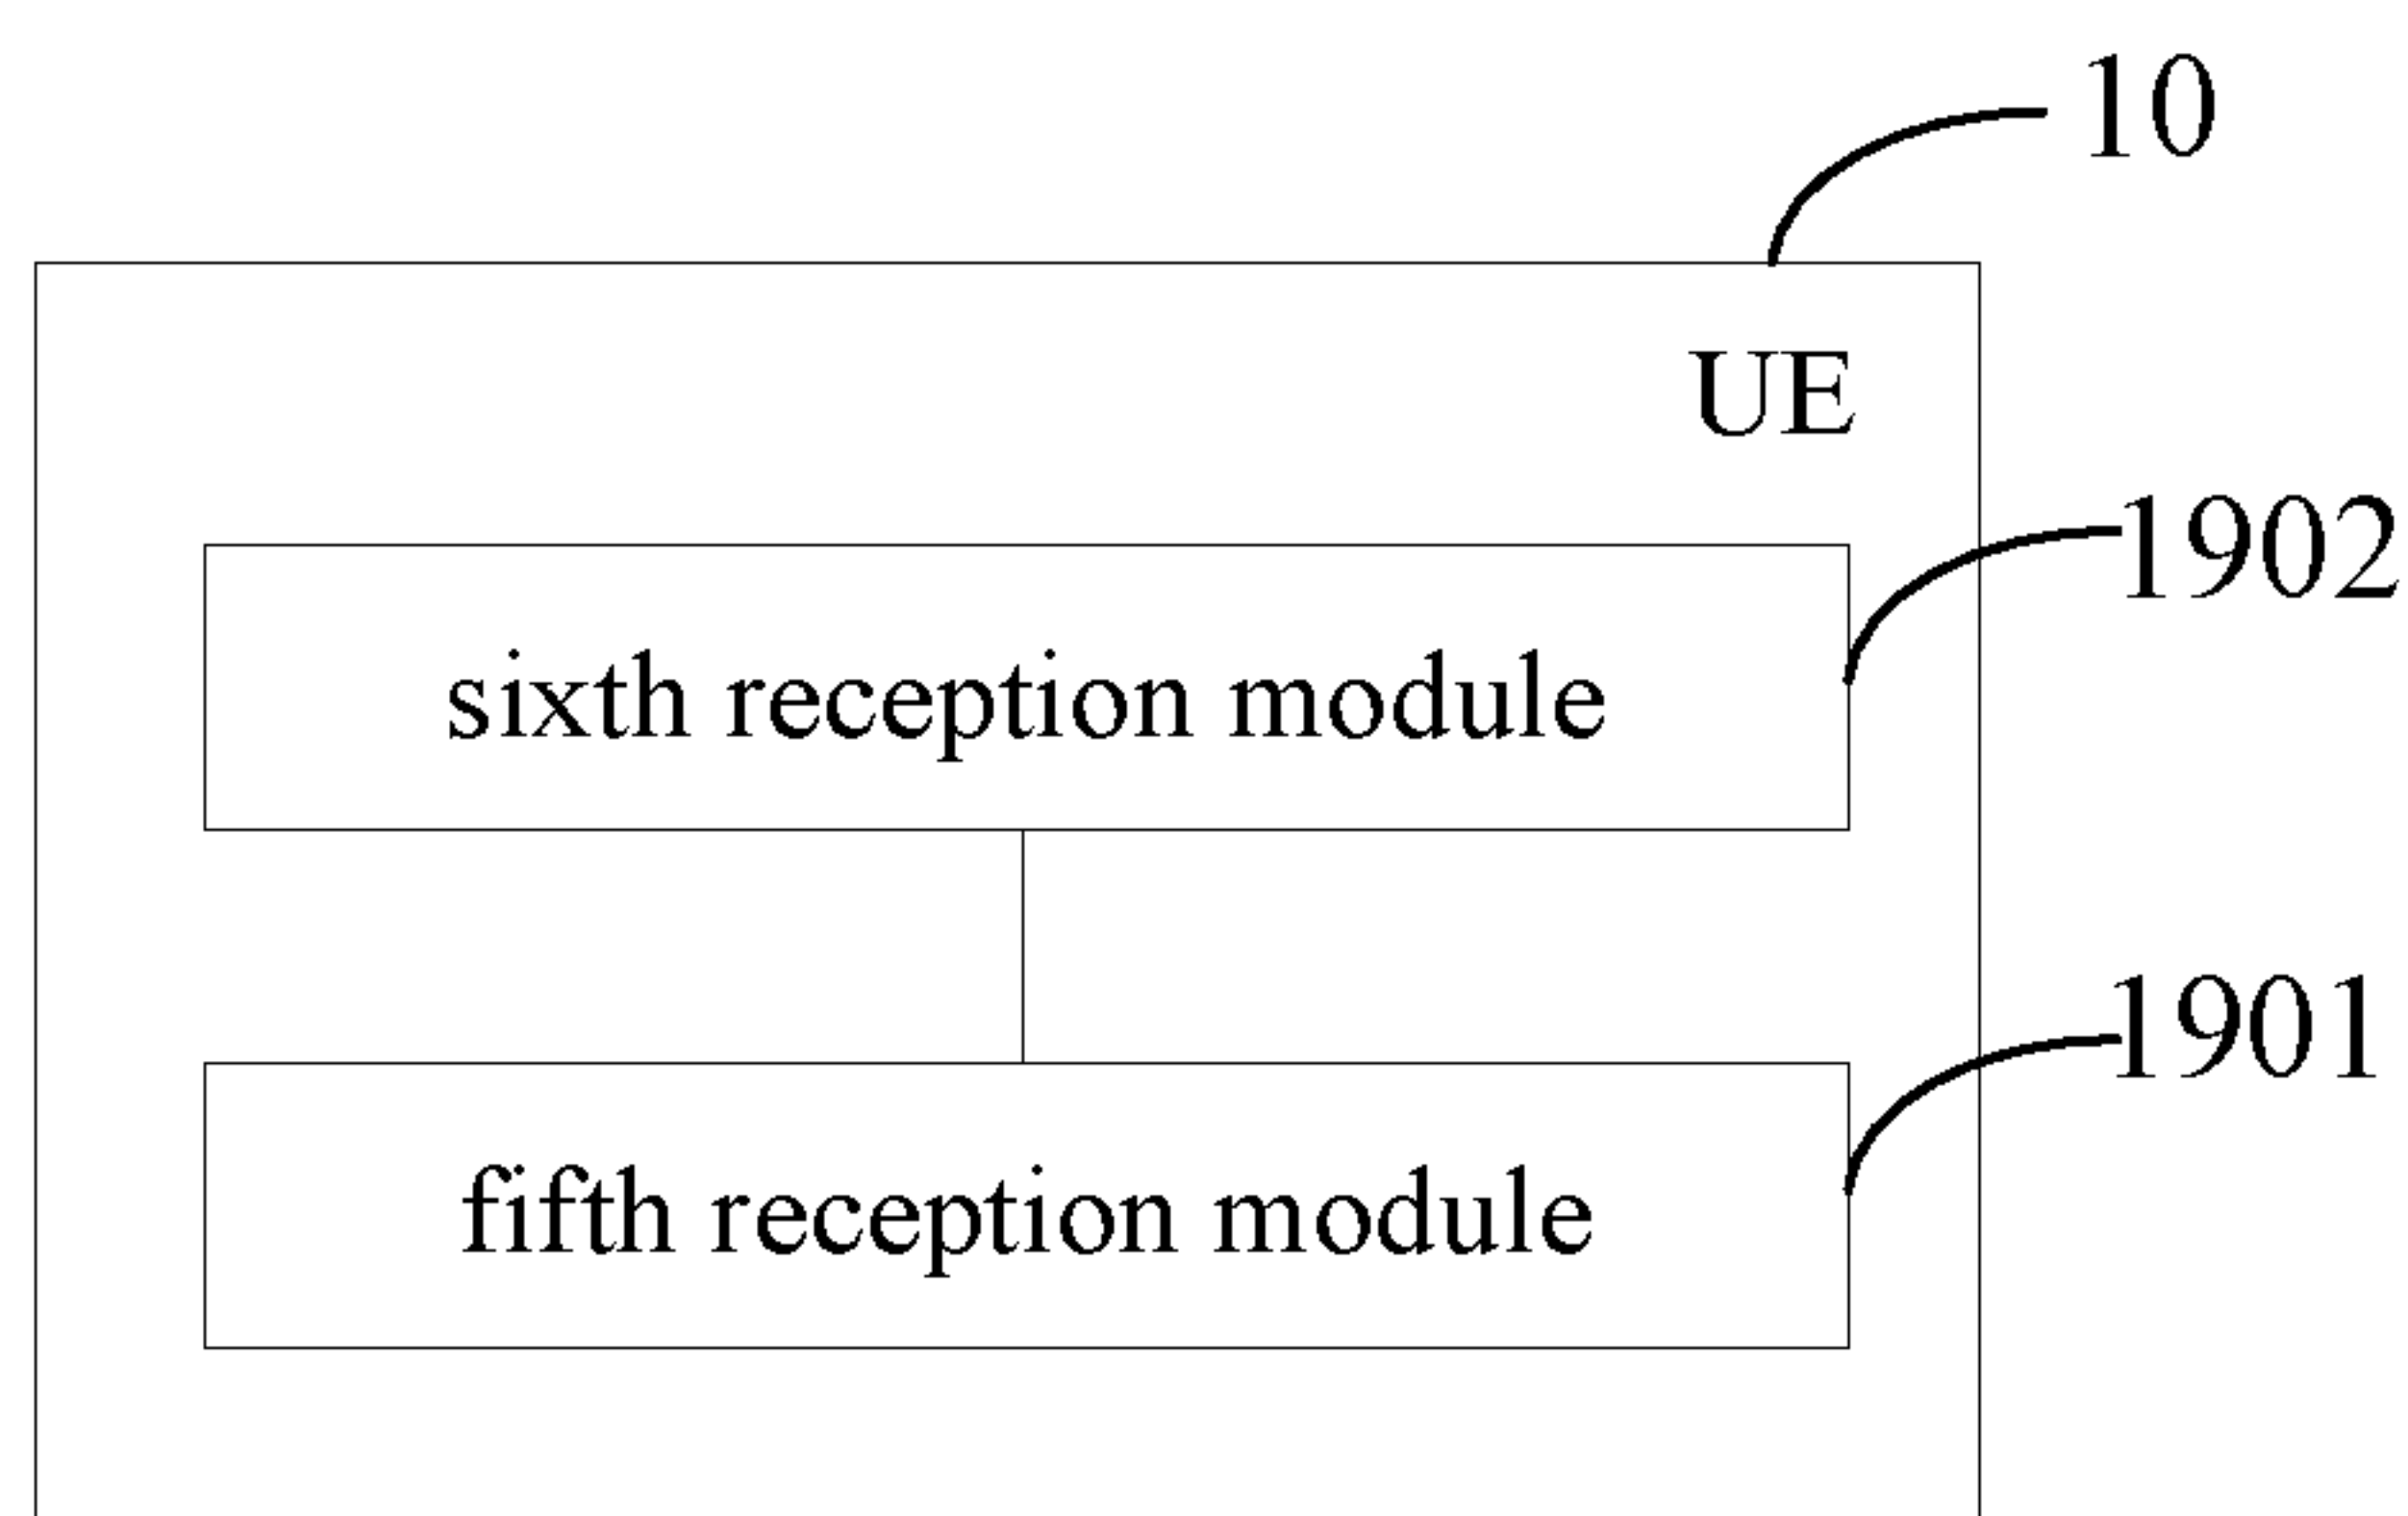 10
UE
1902
sixth reception module
1901
fifth reception module